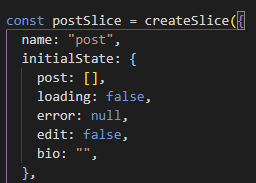 const postSlice = createSlice({
  name: "post",
  initialState: {
    post: [],
    loading: false,
    error: null,
    edit: false,
    bio: "",
  },